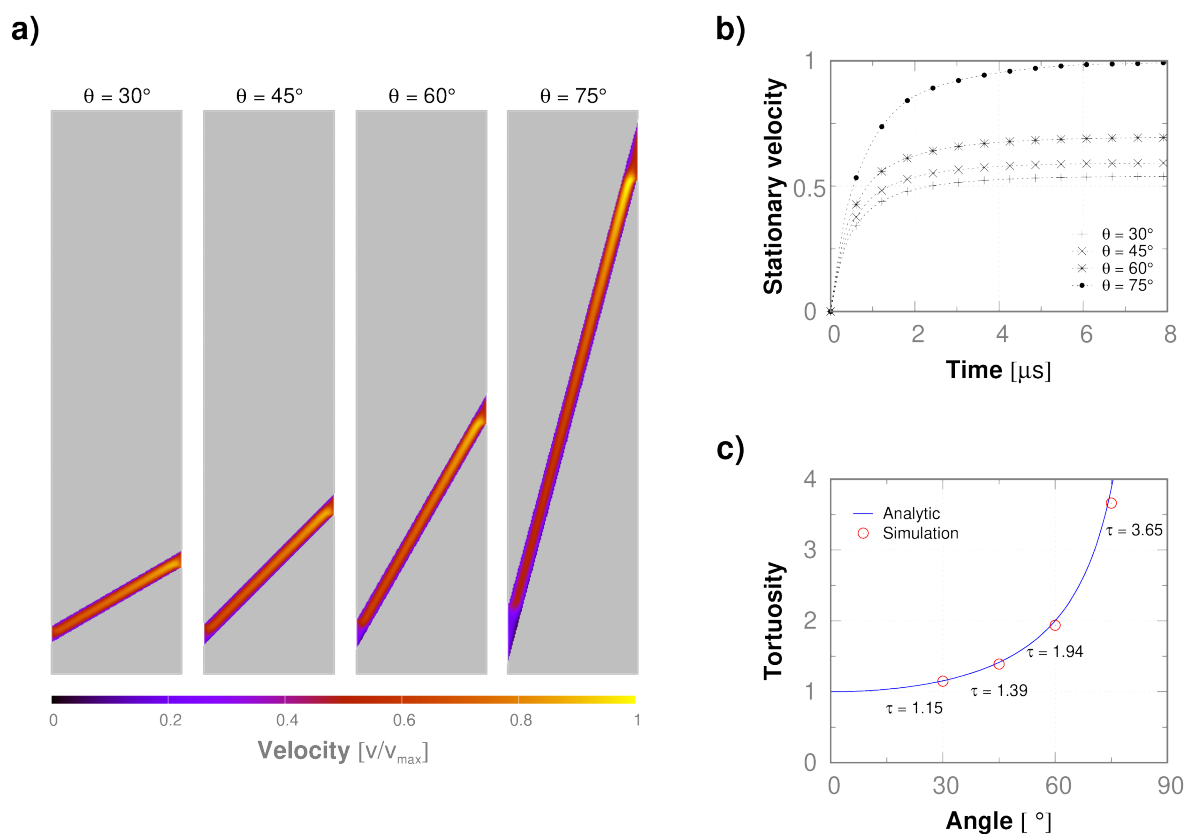 a)
θ = 30°
θ = 45°
θ = 60°
θ = 75°
0
0.2
0.4
0.6
0.8
1
Velocity [v/vmax]
b)
1
0.5
0
Stationary velocity
θ = 30°
θ = 45°
θ = 60°
θ = 75°
0
2
4
6
8
Time [μs]
c)
4
3
2
1
0
Tortuosity
Analytic
Simulation
τ = 3.65
τ = 1.94
τ = 1.39
τ = 1.15
0
30
60
90
Angle [ °]